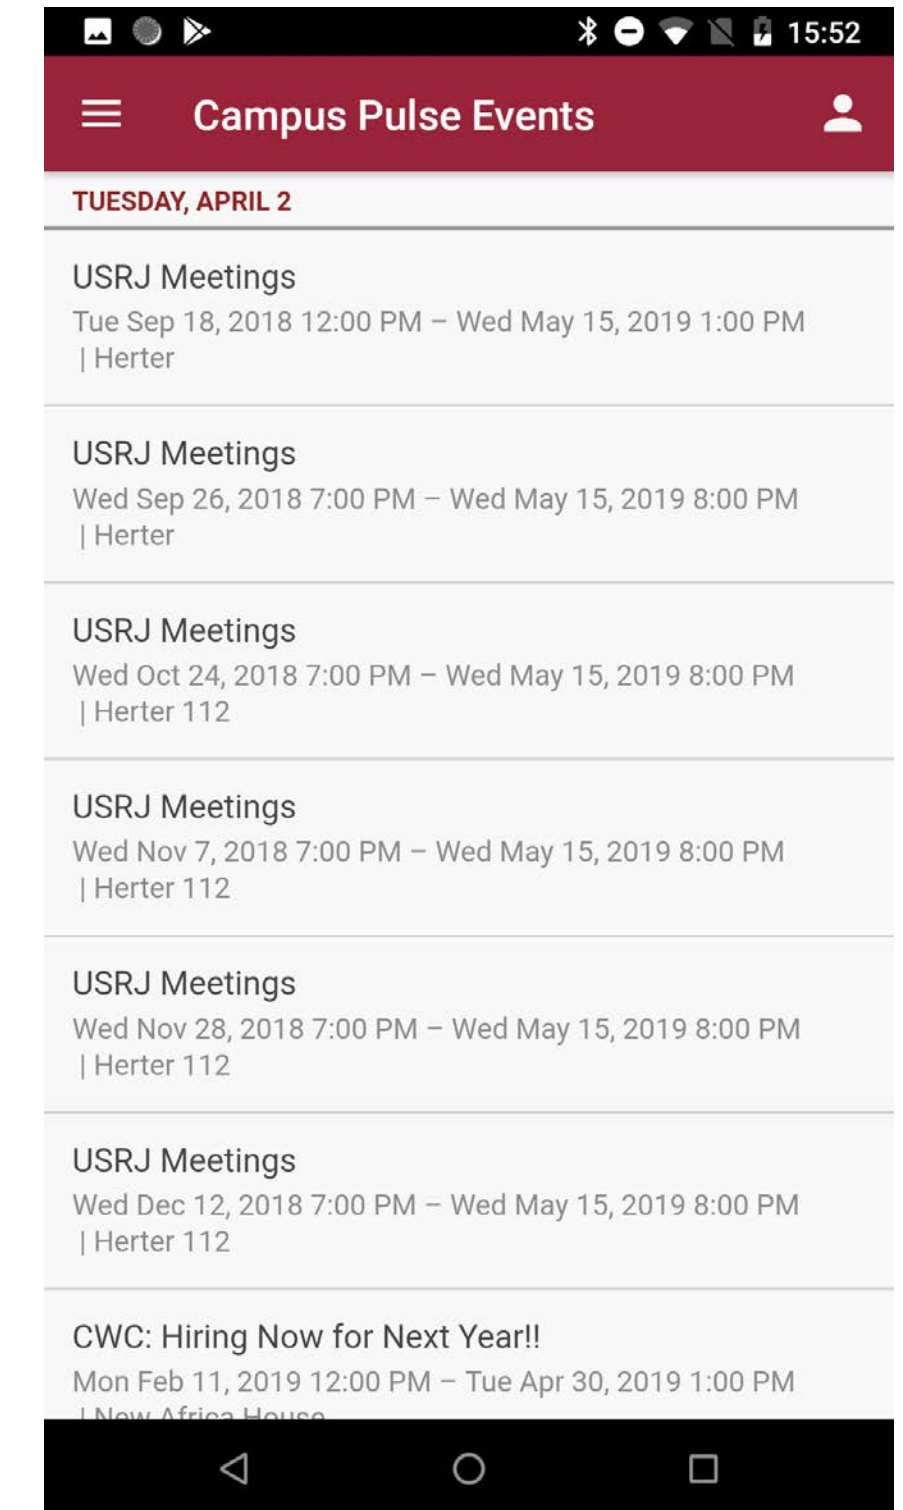 15:52
Campus Pulse Events
TUESDAY, APRIL 2
USRJ Meetings
Tue Sep 18, 2018 12:00 PM – Wed May 15, 2019 1:00 PM
| Herter
USRJ Meetings
Wed Sep 26, 2018 7:00 PM – Wed May 15, 2019 8:00 PM
| Herter
USRJ Meetings
Wed Oct 24, 2018 7:00 PM – Wed May 15, 2019 8:00 PM
| Herter 112
USRJ Meetings
Wed Nov 7, 2018 7:00 PM – Wed May 15, 2019 8:00 PM
| Herter 112
USRJ Meetings
Wed Nov 28, 2018 7:00 PM – Wed May 15, 2019 8:00 PM
| Herter 112
USRJ Meetings
Wed Dec 12, 2018 7:00 PM – Wed May 15, 2019 8:00 PM
| Herter 112
CWC: Hiring Now for Next Year!!
Mon Feb 11, 2019 12:00 PM – Tue Apr 30, 2019 1:00 PM
| New Africa House